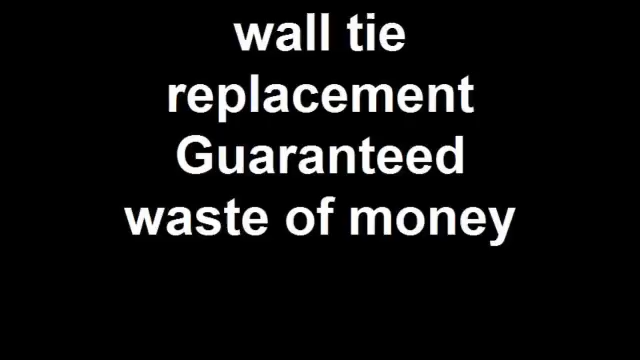 wall tie
replacement
Guaranteed
waste of money